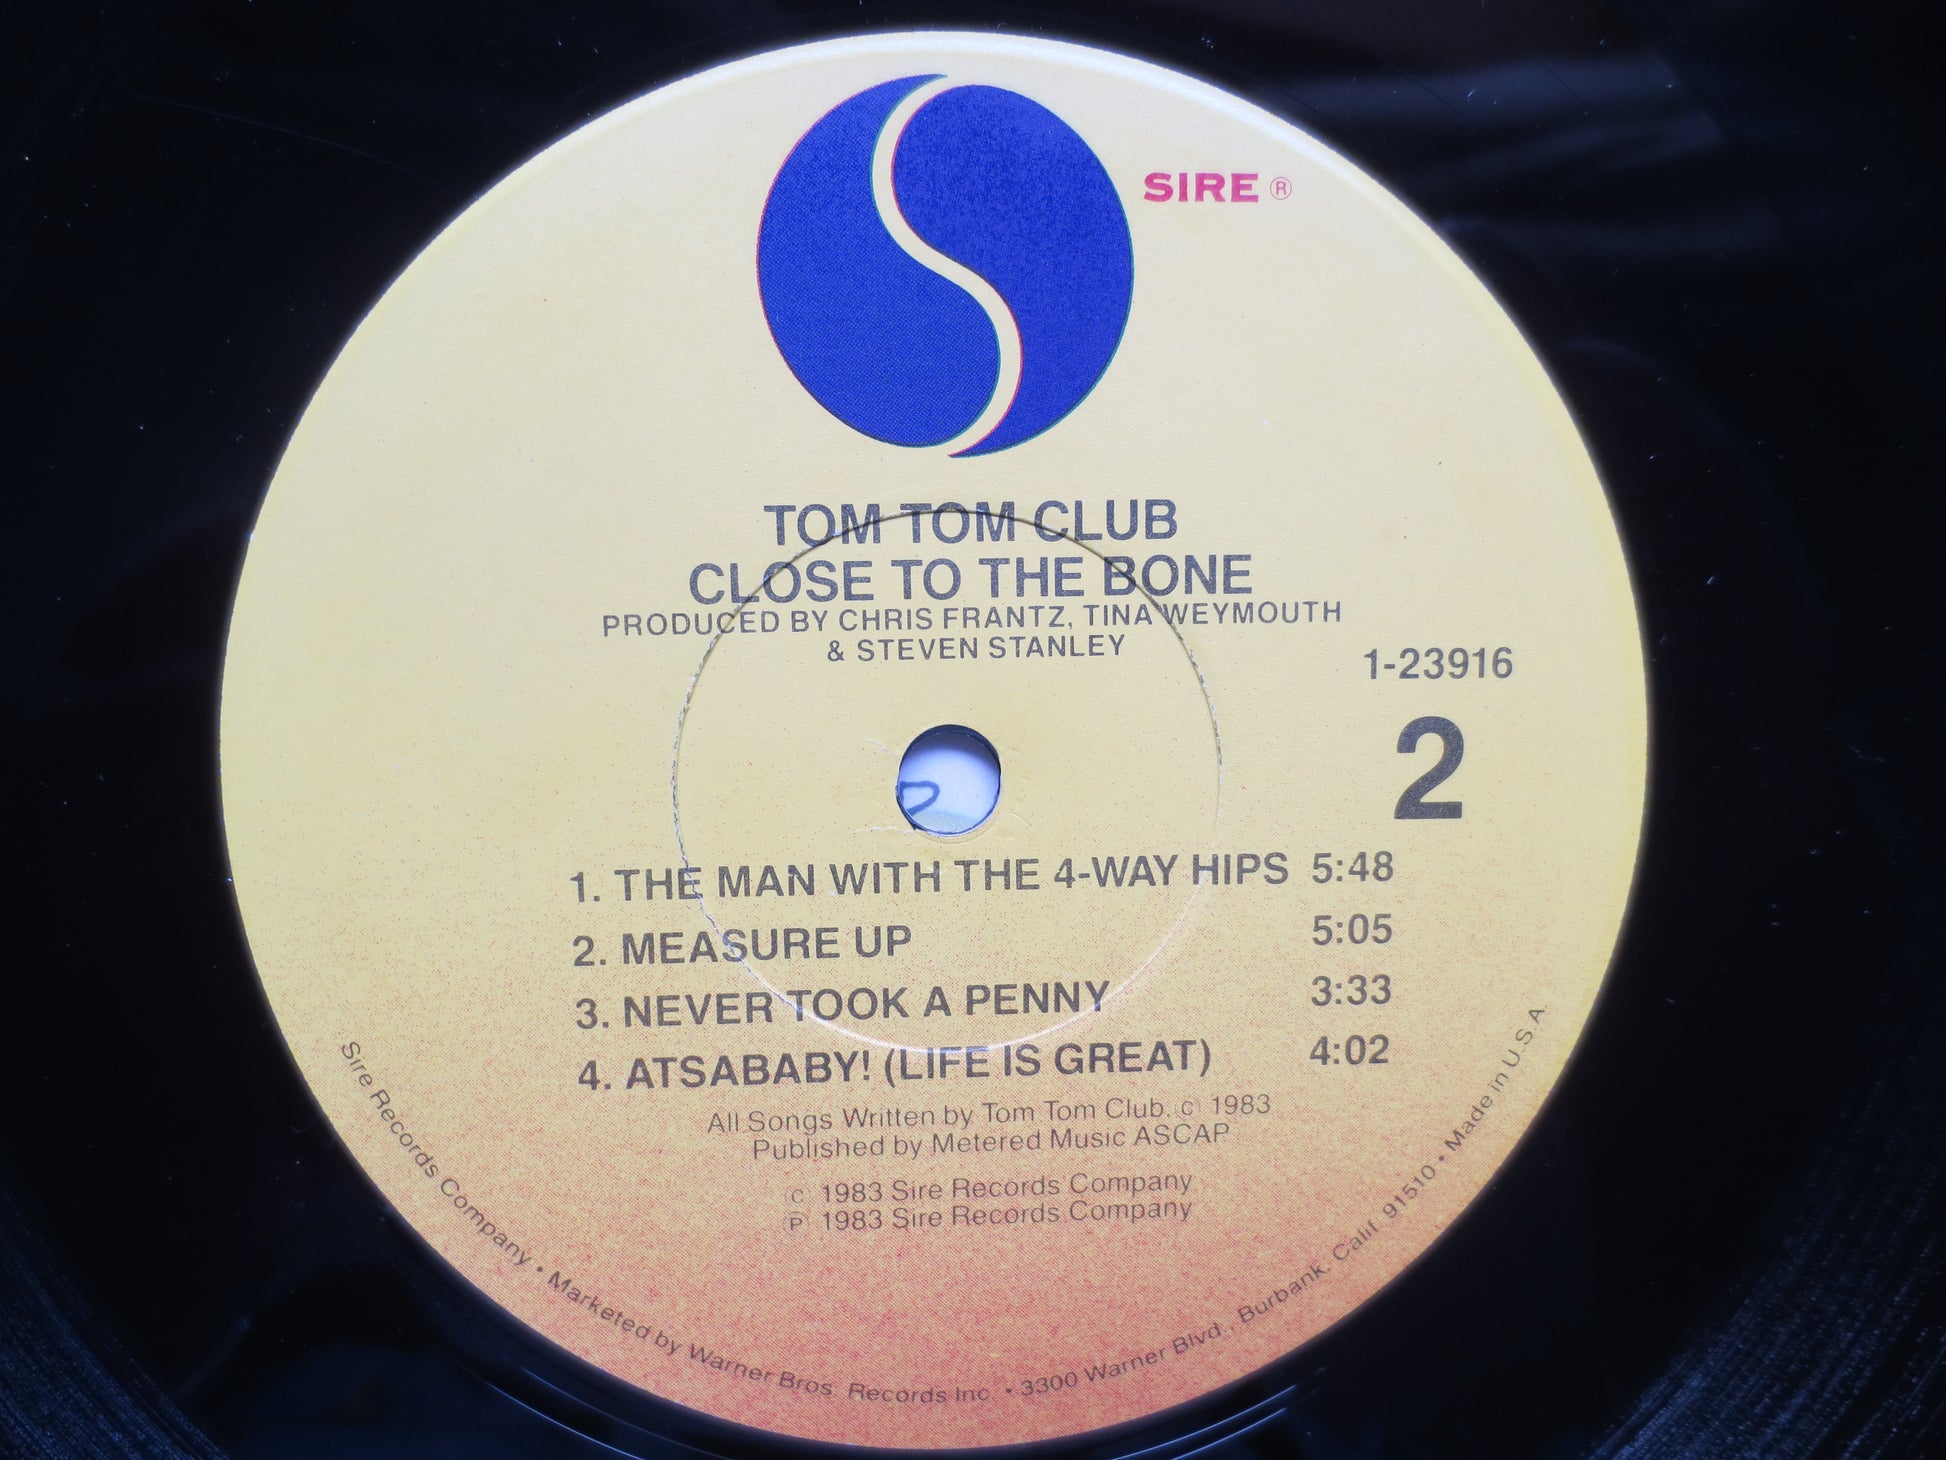 SIRE ®
TOM TOM CLUB
CLOSE TO THE BONE
PRODUCED BY CHRIS FRANTZ, TINA WEYMOUTH
& STEVEN STANLEY
1-23916
2
1. THE MAN WITH THE 4-WAY HIPS 5:48
2. MEASURE UP 5:05
3. NEVER TOOK A PENNY 3:33
4. ATSABABY! (LIFE IS GREAT) 4:02
All Songs Written by Tom Tom Club. © 1983
Published by Metered Music ASCAP
© 1983 Sire Records Company
℗ 1983 Sire Records Company
Sire Records Company • Marketed by Warner Bros. Records Inc. • 3300 Warner Blvd., Burbank, Calif. 91510 • Made in U.S.A.